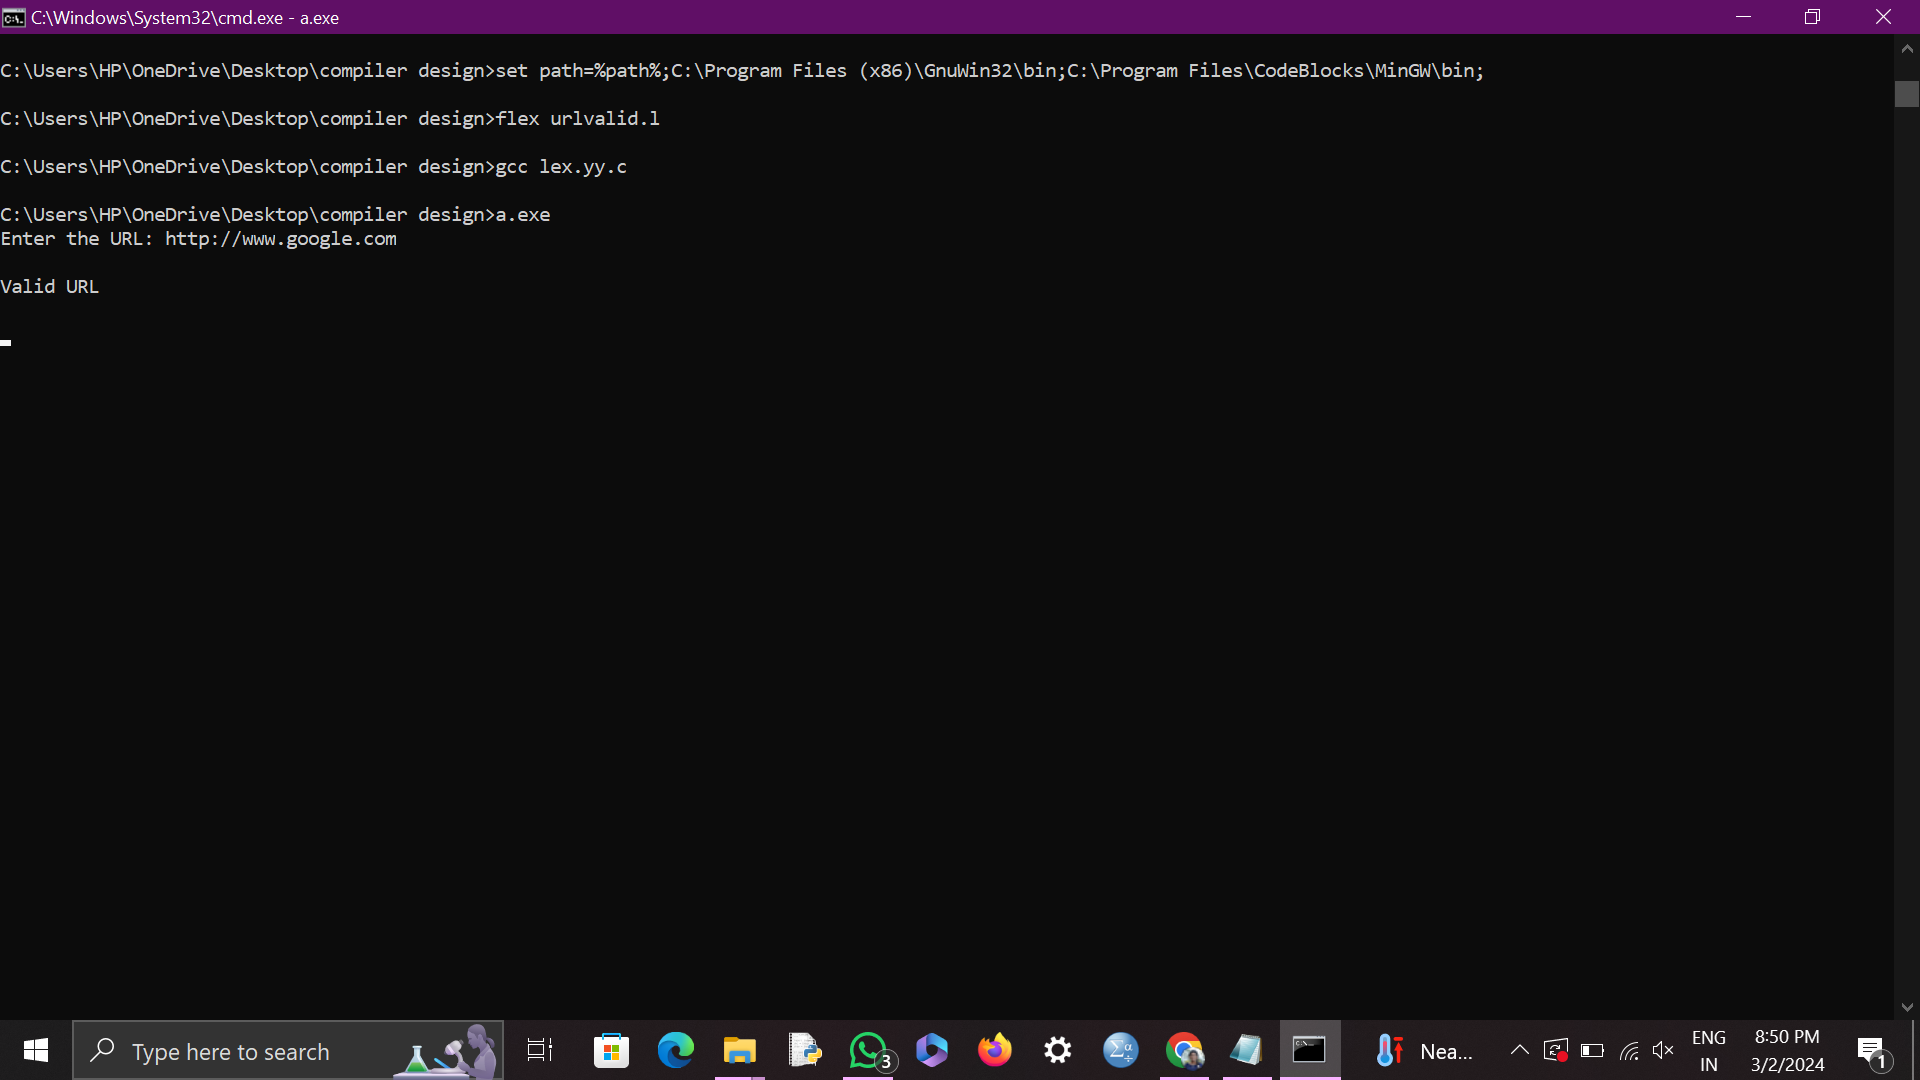 C:\Windows\System32\cmd.exe - a.exe
C:\Users\HP\OneDrive\Desktop\compiler design>set path=%path%;C:\Program Files (x86)\GnuWin32\bin;C:\Program Files\CodeBlocks\MinGW\bin;
C:\Users\HP\OneDrive\Desktop\compiler design>flex urlvalid.l
C:\Users\HP\OneDrive\Desktop\compiler design>gcc lex.yy.c
C:\Users\HP\OneDrive\Desktop\compiler design>a.exe
Enter the URL: http://www.google.com
Valid URL
Type here to search
3
Nea...
ENG
IN
8:50 PM
3/2/2024
1